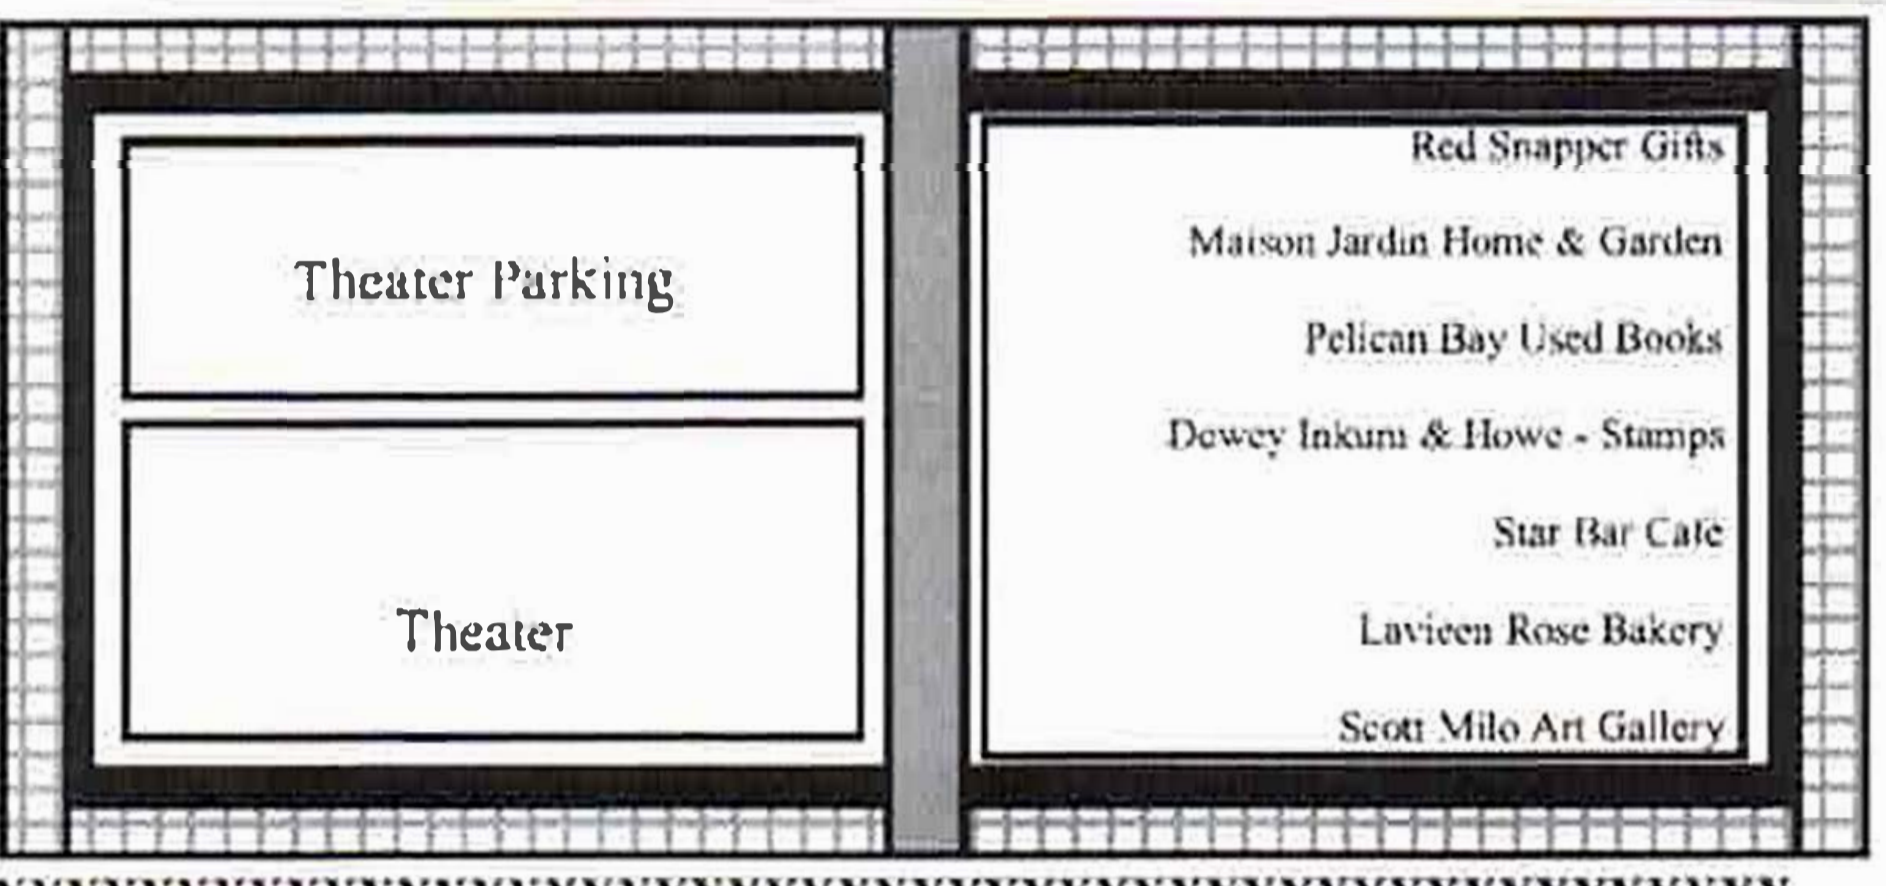 Theater Parking
Theater
Red Snapper Gifts
Maison Jardin Home & Garden
Pelican Bay Used Books
Dewey Inkum & Howe - Stamps
Star Bar Cafe
Lavieen Rose Bakery
Scott Milo Art Gallery